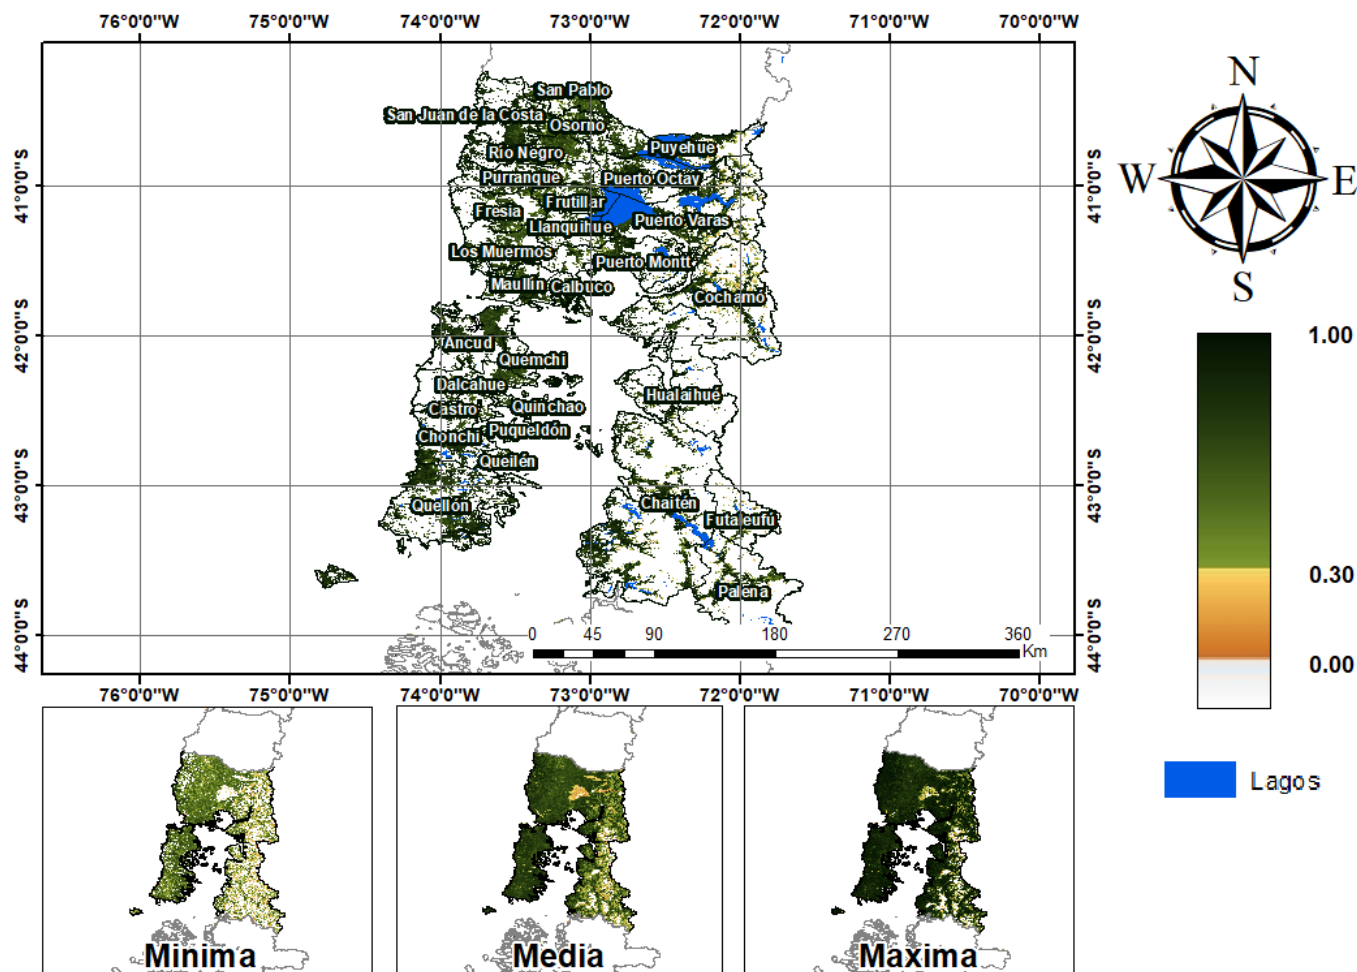 76°0'0"W 75°0'0"W 74°0'0"W 73°0'0"W 72°0'0"W 71°0'0"W 70°0'0"W
N
W E
S
San Pablo
San Juan de la Costa
Osorno
Puyehue
Río Negro
Purranque
Puerto Octay
Frutillar
Fresia
Puerto Varas
Llanquihue
Los Muermos
Puerto Montt
Maullín
Calbuco
Cochamó
Ancud
Quemchi
Dalcahue
Hualaihué
Castro
Quinchao
Chonchi
Puqueldón
Queilén
Quellón
Chaitén
Futaleufú
Palena
41°0'0"S
42°0'0"S
43°0'0"S
44°0'0"S
41°0'0"S
42°0'0"S
43°0'0"S
44°0'0"S
0 45 90 180 270 360
Km
76°0'0"W 75°0'0"W 74°0'0"W 73°0'0"W 72°0'0"W 71°0'0"W 70°0'0"W
1.00
0.30
0.00
Lagos
Minima
Media
Maxima